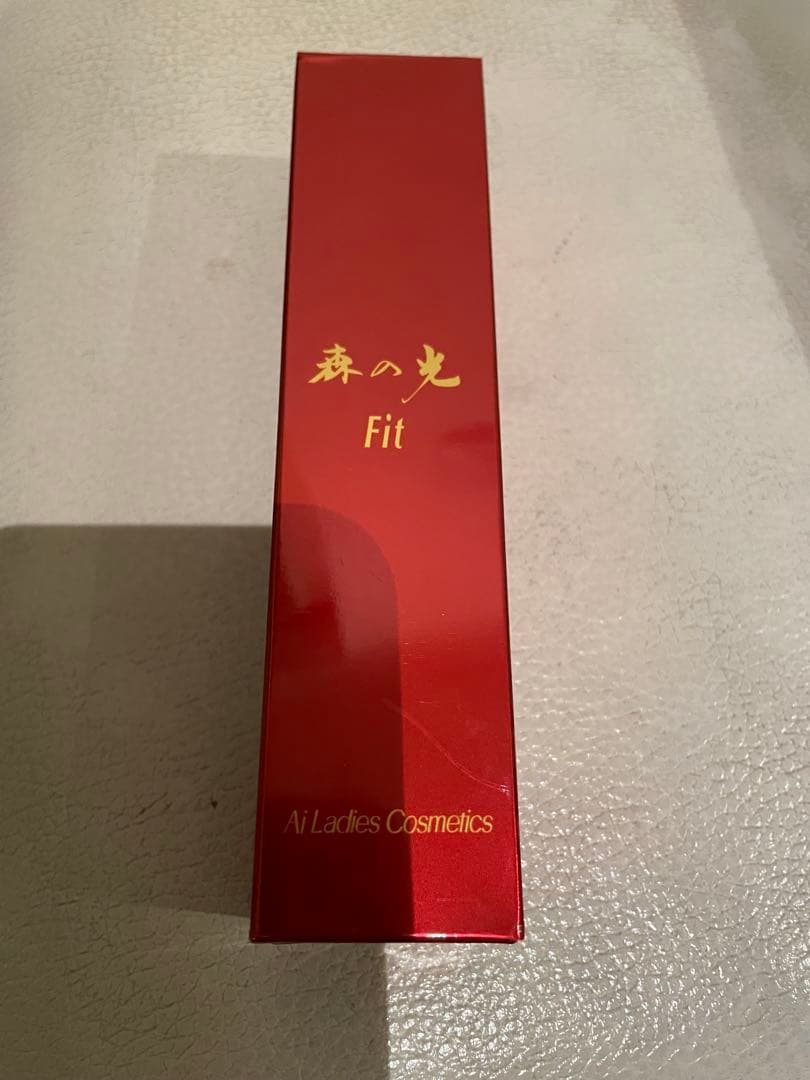 森の光
Fit
Ai Ladies Cosmetics